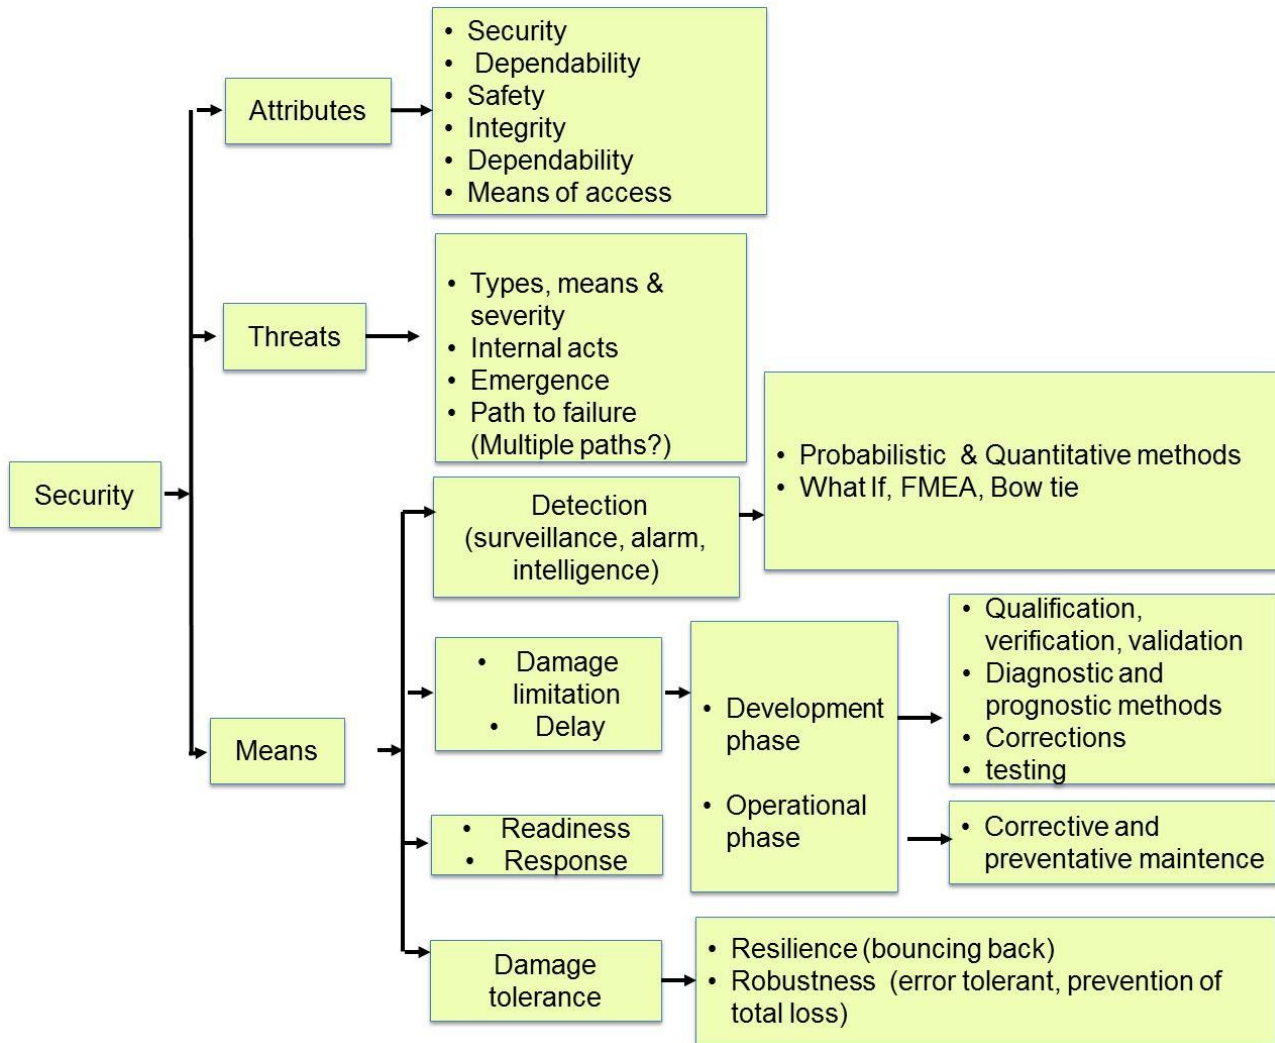 • Security
• Dependability
• Safety
• Integrity
• Dependability
• Means of access
Attributes
• Types, means &
severity
• Internal acts
• Emergence
• Path to failure
(Multiple paths?)
Threats
Security
Means
Detection
(surveillance, alarm,
intelligence)
• Probabilistic & Quantitative methods
• What If, FMEA, Bow tie
• Damage
limitation
• Delay
• Development
phase
• Operational
phase
• Qualification,
verification, validation
• Diagnostic and
prognostic methods
• Corrections
• testing
• Corrective and
preventative maintence
• Readiness
• Response
Damage
tolerance
• Resilience (bouncing back)
• Robustness (error tolerant, prevention of
total loss)